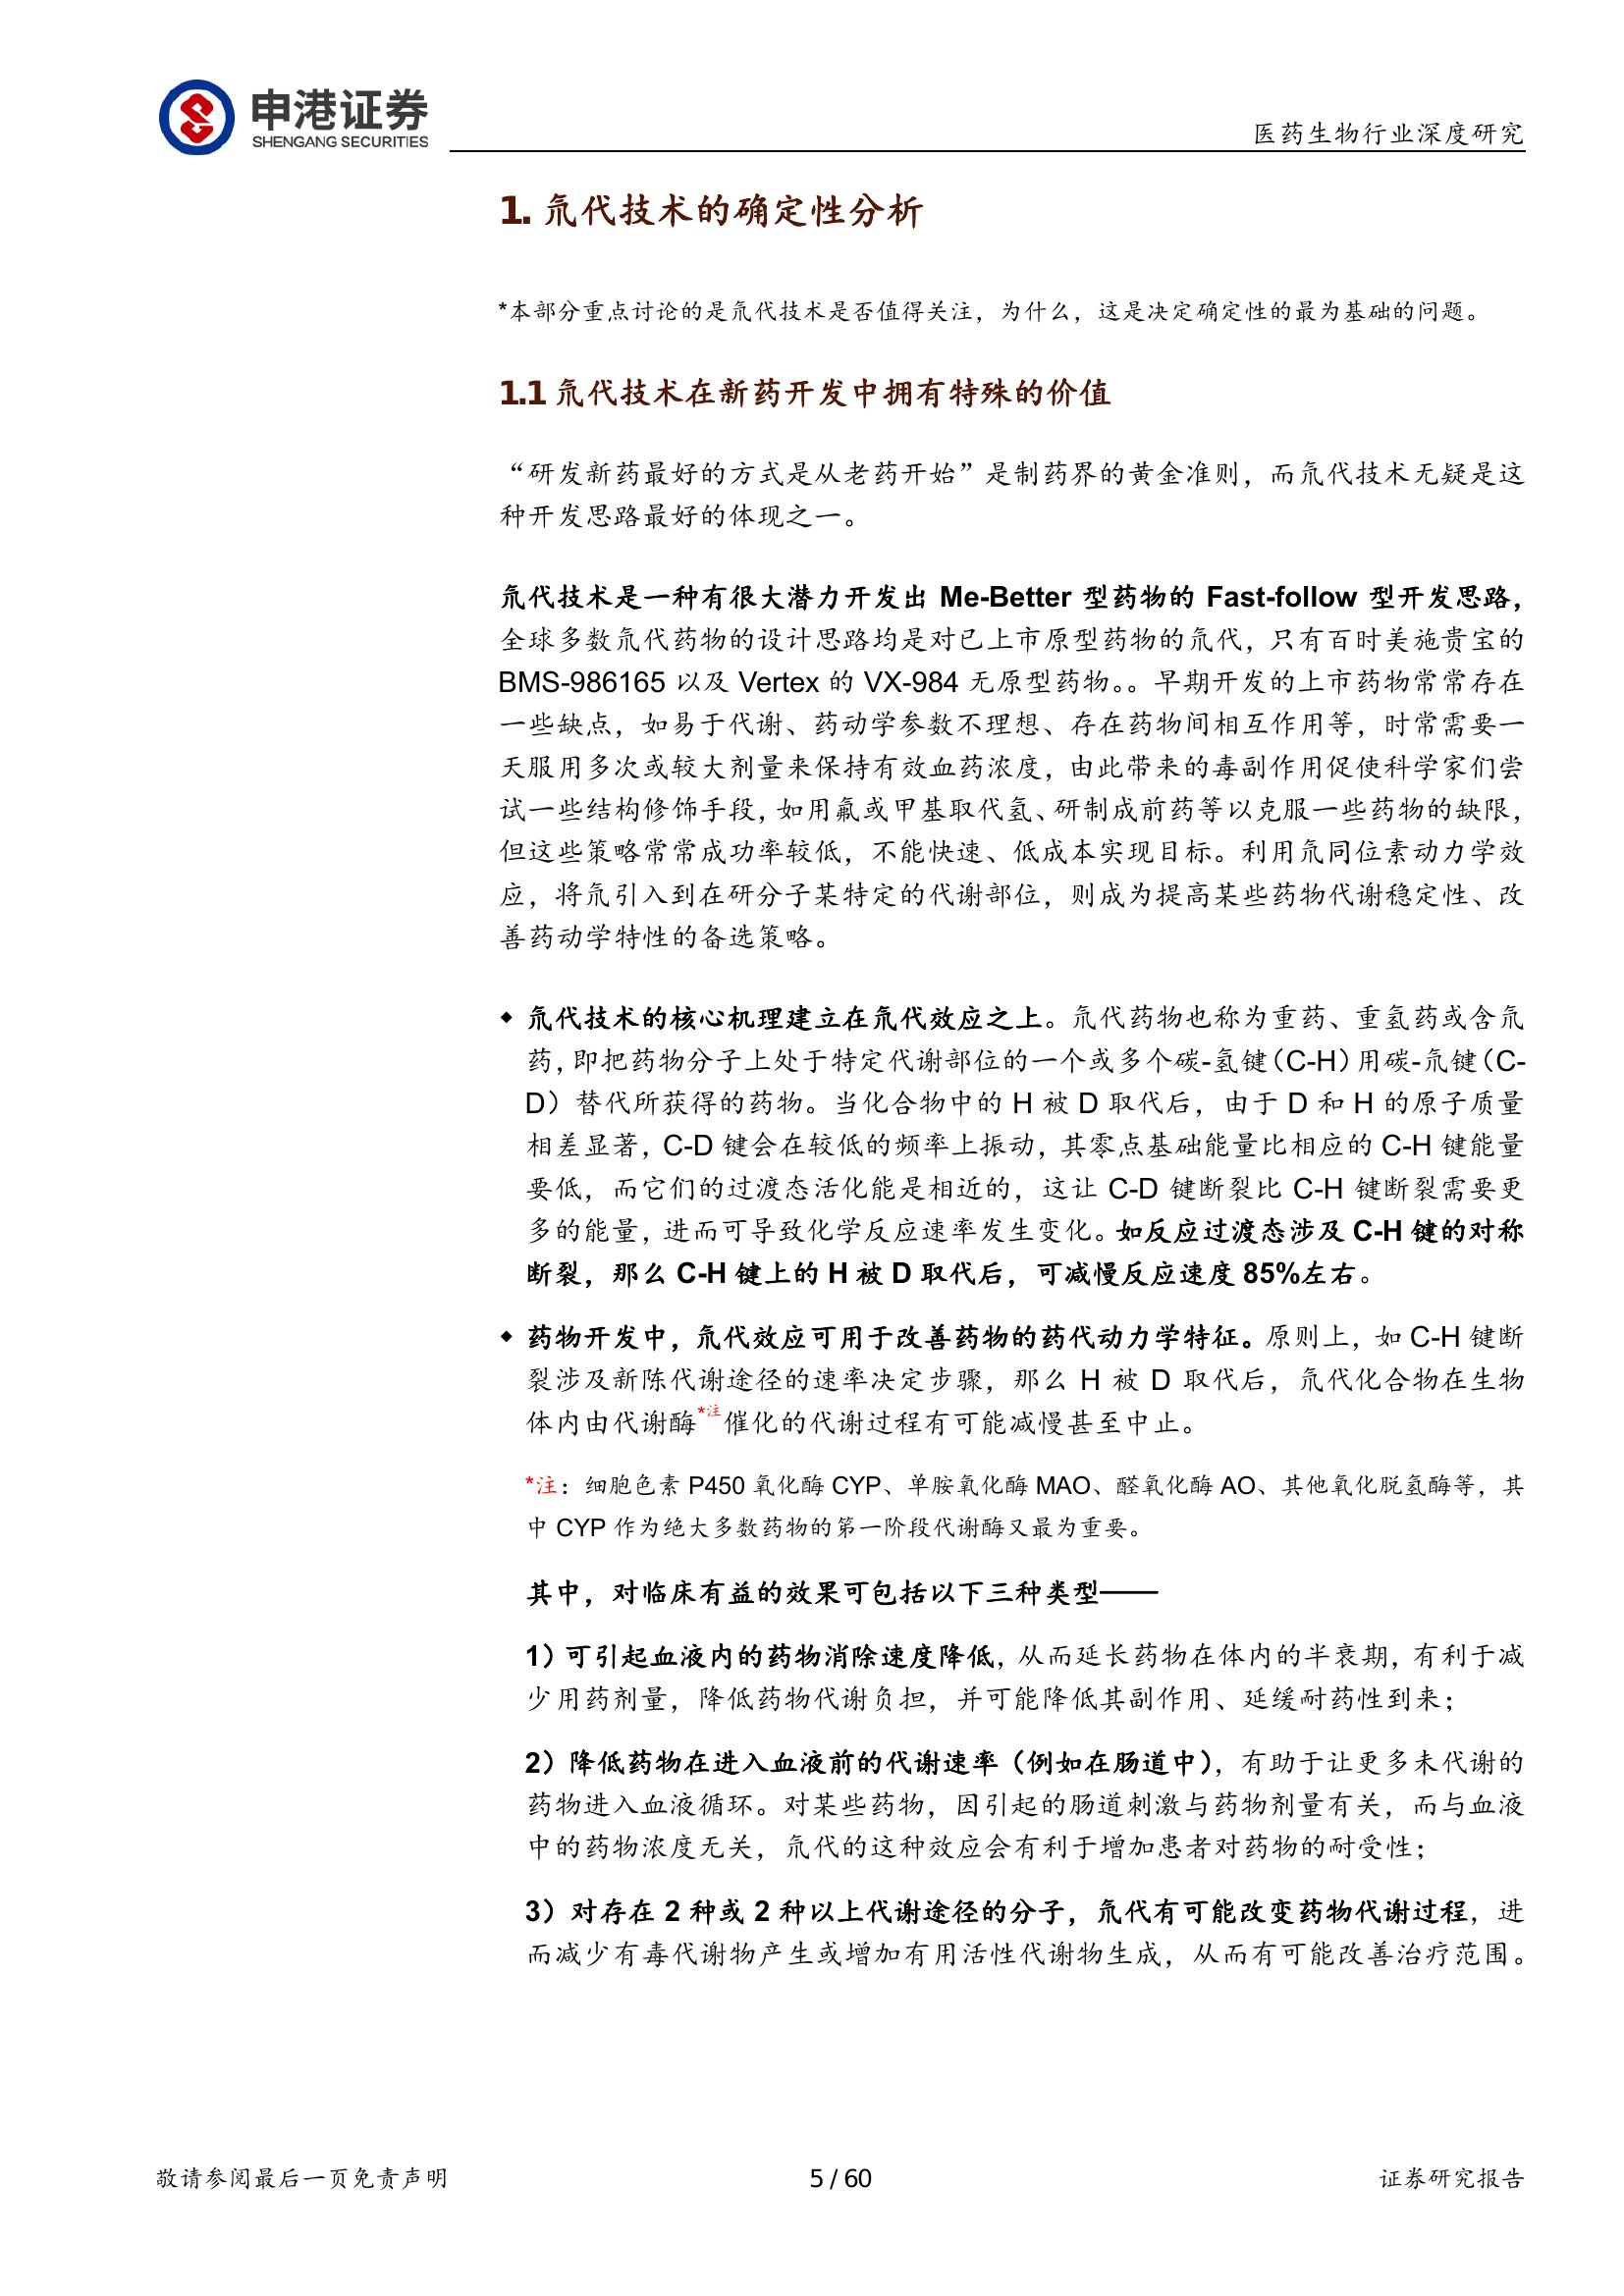 申港证券
SHENGANG SECURITIES
医药生物行业深度研究
1. 氘代技术的确定性分析
*本部分重点讨论的是氘代技术是否值得关注，为什么，这是决定确定性的最为基础的问题。
1.1 氘代技术在新药开发中拥有特殊的价值
“研发新药最好的方式是从老药开始”是制药界的黄金准则，而氘代技术无疑是这
种开发思路最好的体现之一。
氘代技术是一种有很大潜力开发出 Me-Better 型药物的 Fast-follow 型开发思路，
全球多数氘代药物的设计思路均是对已上市原型药物的氘代，只有百时美施贵宝的
BMS-986165 以及 Vertex 的 VX-984 无原型药物。。早期开发的上市药物常常存在
一些缺点，如易于代谢、药动学参数不理想、存在药物间相互作用等，时常需要一
天服用多次或较大剂量来保持有效血药浓度，由此带来的毒副作用促使科学家们尝
试一些结构修饰手段，如用氟或甲基取代氢、研制成前药等以克服一些药物的缺限，
但这些策略常常成功率较低，不能快速、低成本实现目标。利用氘同位素动力学效
应，将氘引入到在研分子某特定的代谢部位，则成为提高某些药物代谢稳定性、改
善药动学特性的备选策略。
◆ 氘代技术的核心机理建立在氘代效应之上。氘代药物也称为重药、重氢药或含氘
药，即把药物分子上处于特定代谢部位的一个或多个碳-氢键（C-H）用碳-氘键（C-
D）替代所获得的药物。当化合物中的 H 被 D 取代后，由于 D 和 H 的原子质量
相差显著，C-D 键会在较低的频率上振动，其零点基础能量比相应的 C-H 键能量
要低，而它们的过渡态活化能是相近的，这让 C-D 键断裂比 C-H 键断裂需要更
多的能量，进而可导致化学反应速率发生变化。如反应过渡态涉及 C-H 键的对称
断裂，那么 C-H 键上的 H 被 D 取代后，可减慢反应速度 85%左右。
◆ 药物开发中，氘代效应可用于改善药物的药代动力学特征。原则上，如 C-H 键断
裂涉及新陈代谢途径的速率决定步骤，那么 H 被 D 取代后，氘代化合物在生物
体内由代谢酶*注催化的代谢过程有可能减慢甚至中止。
*注：细胞色素 P450 氧化酶 CYP、单胺氧化酶 MAO、醛氧化酶 AO、其他氧化脱氢酶等，其
中 CYP 作为绝大多数药物的第一阶段代谢酶又最为重要。
其中，对临床有益的效果可包括以下三种类型——
1）可引起血液内的药物消除速度降低，从而延长药物在体内的半衰期，有利于减
少用药剂量，降低药物代谢负担，并可能降低其副作用、延缓耐药性到来；
2）降低药物在进入血液前的代谢速率（例如在肠道中），有助于让更多未代谢的
药物进入血液循环。对某些药物，因引起的肠道刺激与药物剂量有关，而与血液
中的药物浓度无关，氘代的这种效应会有利于增加患者对药物的耐受性；
3）对存在 2 种或 2 种以上代谢途径的分子，氘代有可能改变药物代谢过程，进
而减少有毒代谢物产生或增加有用活性代谢物生成，从而有可能改善治疗范围。
敬请参阅最后一页免责声明
5 / 60
证券研究报告